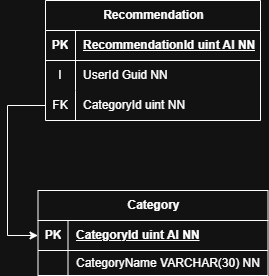 Recommendation
PK RecommendationId uint AI NN
I UserId Guid NN
FK CategoryId uint NN
Category
PK CategoryId uint AI NN
CategoryName VARCHAR(30) NN